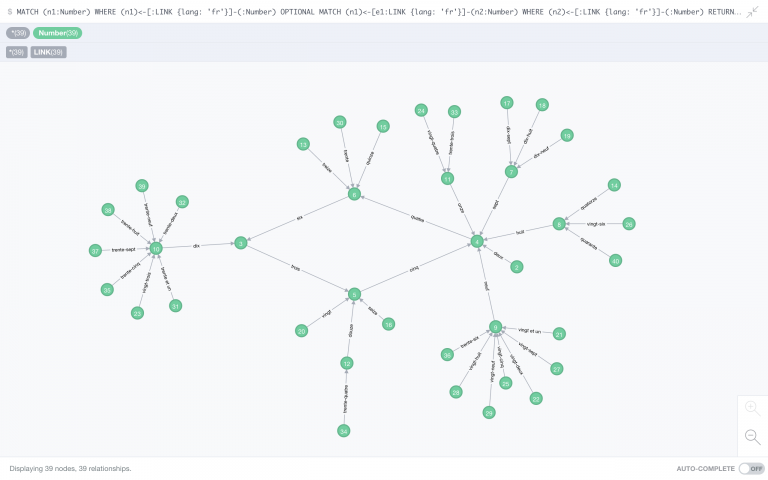 $ MATCH (n1:Number) WHERE (n1)<-[:LINK {lang: 'fr'}]-(:Number) OPTIONAL MATCH (n1)<-[e1:LINK {lang: 'fr'}]-(n2:Number) WHERE (n2)<-[:LINK {lang: 'fr'}]-(:Number) RETURN…
*(39) Number(39)
*(39) LINK(39)
24 33 17 18
vingt-quatre trente-trois dix-sept dix-huit
30 15 19
13 trente quinze dix-neuf
treize 11 7
39 14
38 32 6 onze sept quatorze
trente-neuf trente-deux
trente-huit six quatre 8 vingt-six 26
huit quarante
37 trente-sept 10 dix 3 4
deux 40
trente-cinq trois cinq 2
vingt-trois trente et un
23 31 5 neuf
vingt seize
20 douze 16 9 vingt et un 21
trente-six vingt-sept
12 vingt-huit vingt-neuf vingt-cinq vingt-deux 27
25
trente-quatre 28 22
29
34
Displaying 39 nodes, 39 relationships.
AUTO-COMPLETE OFF